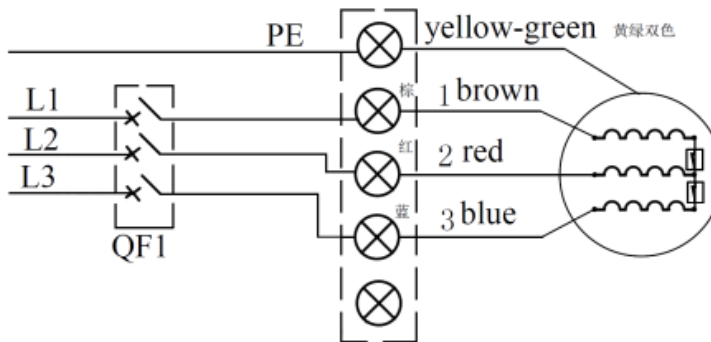 PE
yellow-green 黄绿双色
L1
棕
1 brown
L2
红
2 red
L3
蓝
3 blue
QF1